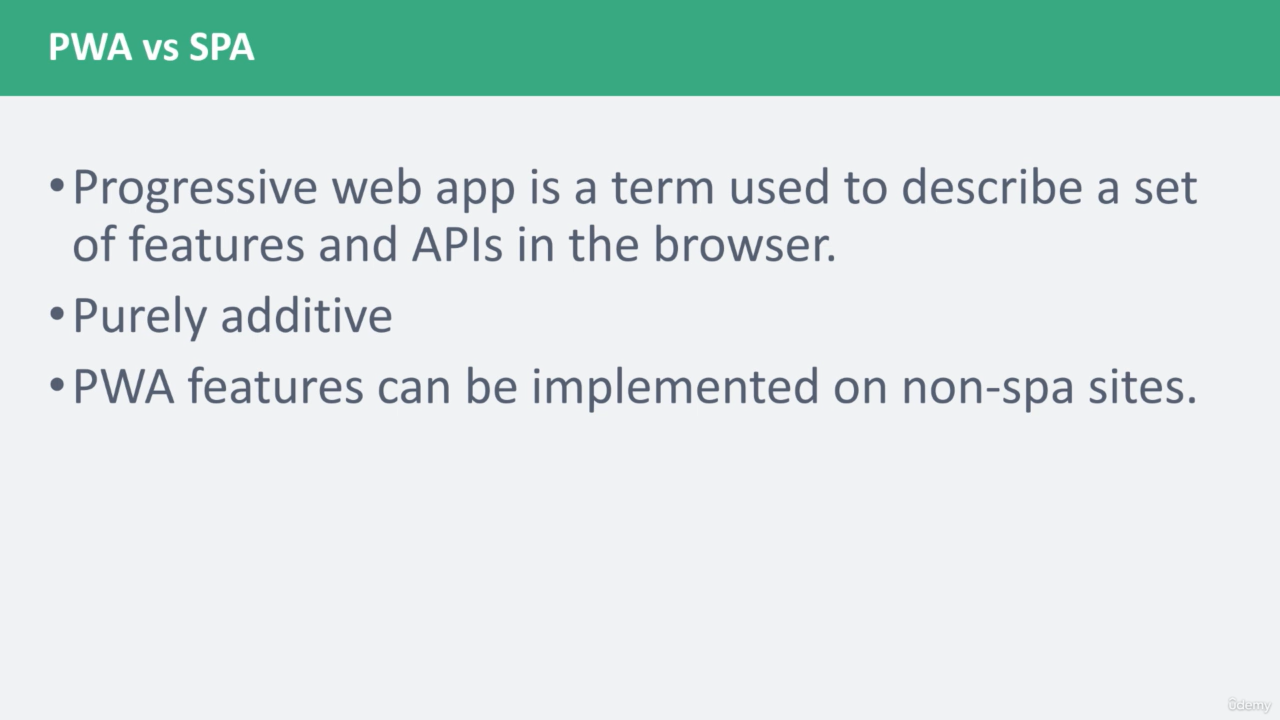 PWA vs SPA
•Progressive web app is a term used to describe a set
of features and APIs in the browser.
•Purely additive
•PWA features can be implemented on non-spa sites.
ûdemy